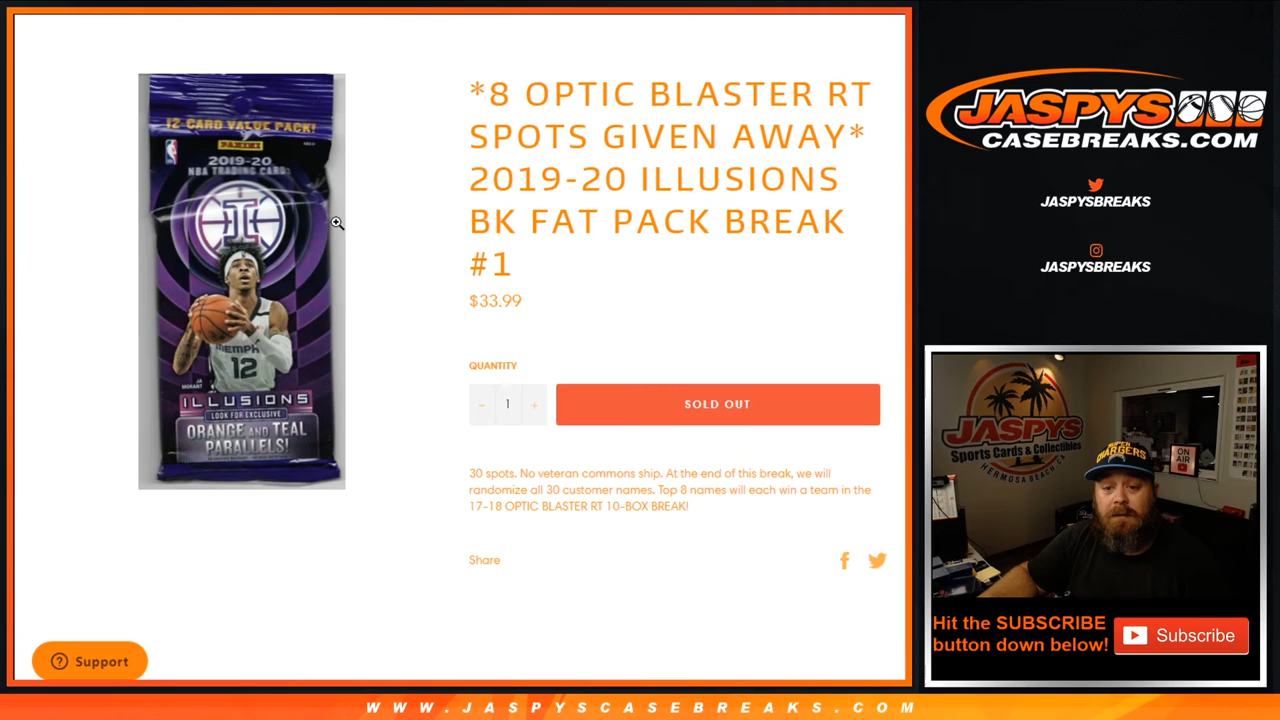 12 CARD VALUE PACK!
PANINI
2019-20
NBA TRADING CARDS
MEMPHIS
12
JA
MORANT
ILLUSIONS
LOOK FOR EXCLUSIVE
ORANGE AND TEAL
PARALLELS!
*8 OPTIC BLASTER RT
SPOTS GIVEN AWAY*
2019-20 ILLUSIONS
BK FAT PACK BREAK
#1
$33.99
QUANTITY
− 1 +
SOLD OUT
30 spots. No veteran commons ship. At the end of this break, we will
randomize all 30 customer names. Top 8 names will each win a team in the
17-18 OPTIC BLASTER RT 10-BOX BREAK!
Share
Support
JASPYS
CASEBREAKS.COM
JASPYSBREAKS
JASPYSBREAKS
JASPYS
Sports Cards & Collectibles
HERMOSA BEACH, CA
SUPER
CHARGERS
ON
AIR
Hit the SUBSCRIBE
button down below!
Subscribe
WWW.JASPYSCASEBREAKS.COM